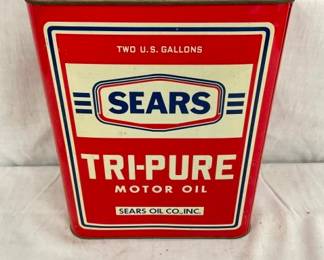 TWO U.S. GALLONS
SEARS
TRI-PURE
MOTOR OIL
SEARS OIL CO., INC.